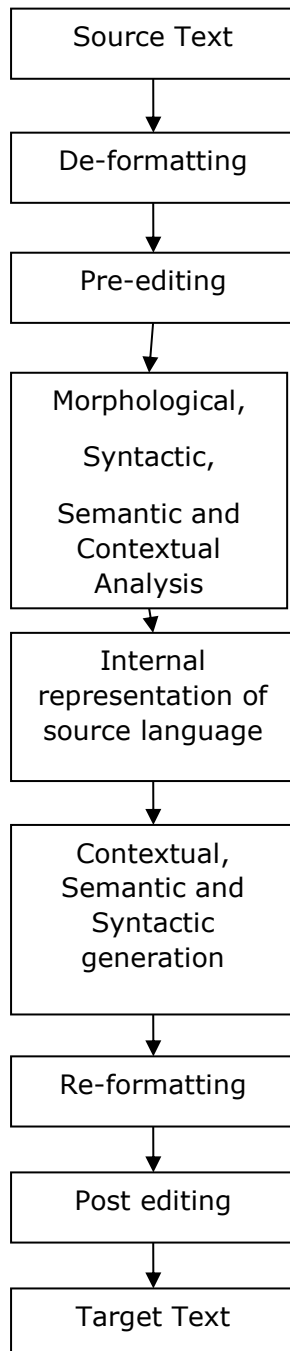 Source Text
De-formatting
Pre-editing
Morphological,
Syntactic,
Semantic and
Contextual
Analysis
Internal
representation of
source language
Contextual,
Semantic and
Syntactic
generation
Re-formatting
Post editing
Target Text